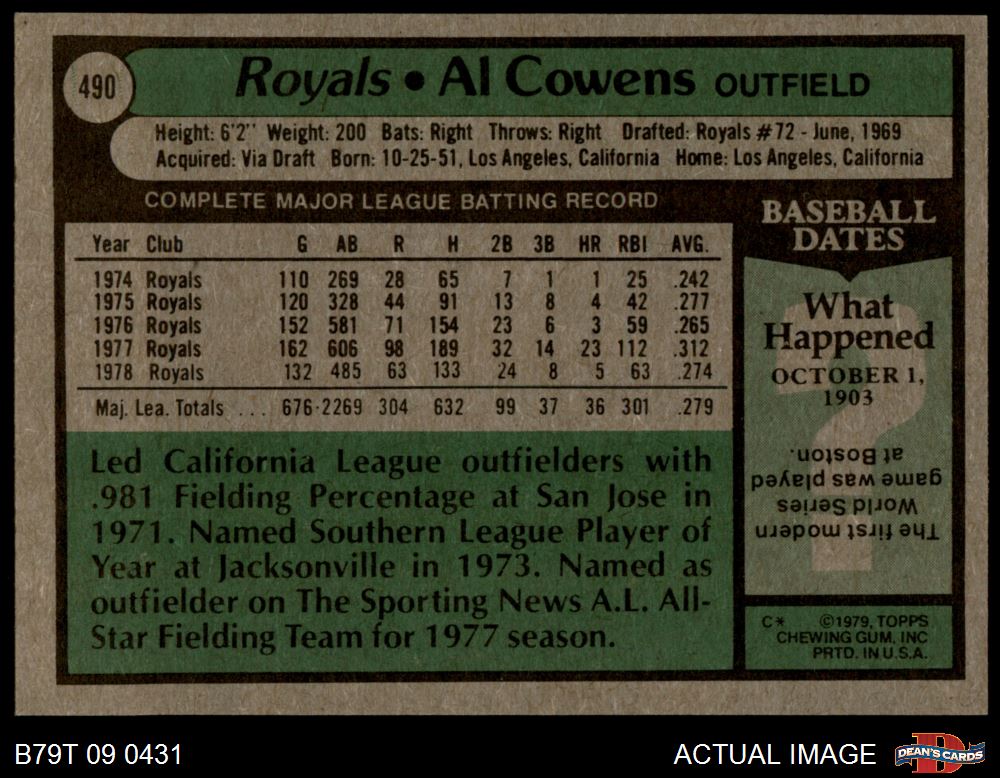 490
Royals • Al Cowens OUTFIELD
Height: 6'2" Weight: 200 Bats: Right Throws: Right Drafted: Royals #72 - June, 1969
Acquired: Via Draft Born: 10-25-51, Los Angeles, California Home: Los Angeles, California
COMPLETE MAJOR LEAGUE BATTING RECORD
Year Club G AB R H 2B 3B HR RBI AVG.
1974 Royals 110 269 28 65 7 1 1 25 .242
1975 Royals 120 328 44 91 13 8 4 42 .277
1976 Royals 152 581 71 154 23 6 3 59 .265
1977 Royals 162 606 98 189 32 14 23 112 .312
1978 Royals 132 485 63 133 24 8 5 63 .274
Maj. Lea. Totals ... 676-2269 304 632 99 37 36 301 .279
Led California League outfielders with
.981 Fielding Percentage at San Jose in
1971. Named Southern League Player of
Year at Jacksonville in 1973. Named as
outfielder on The Sporting News A.L. All-
Star Fielding Team for 1977 season.
BASEBALL
DATES
What
Happened
OCTOBER 1,
1903
The first modern
World Series
game was played
at Boston.
C* ©1979, TOPPS
CHEWING GUM, INC
PRTD. IN U.S.A.
B79T 09 0431
ACTUAL IMAGE
DEAN'S CARDS